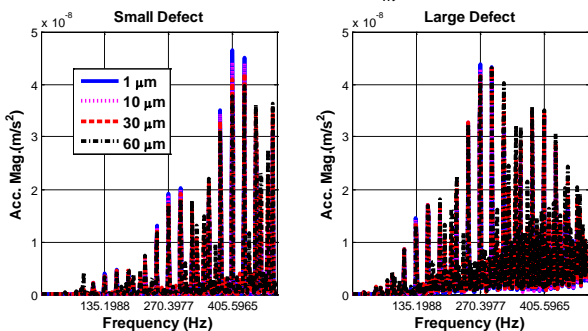 Small Defect
Large Defect
x 10⁻⁸
x 10⁻⁸
5
4
3
2
1
0
5
4
3
2
1
0
1 μm
10 μm
30 μm
60 μm
Acc. Mag.(m/s²)
Acc. Mag.(m/s²)
135.1988 270.3977 405.5965
135.1988 270.3977 405.5965
Frequency (Hz)
Frequency (Hz)